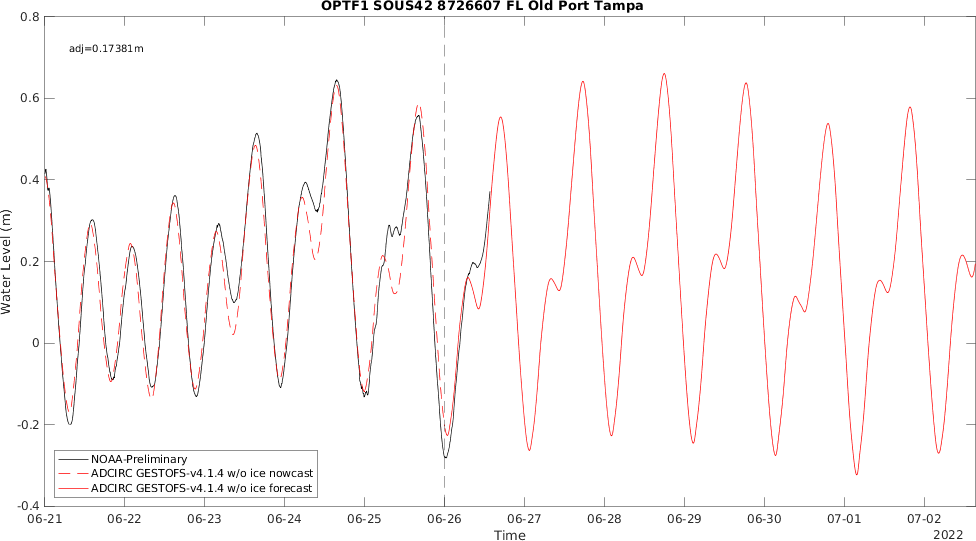 OPTF1 SOUS42 8726607 FL Old Port Tampa
adj=0.17381m
0.8
0.6
0.4
0.2
0
-0.2
-0.4
Water Level (m)
NOAA-Preliminary
ADCIRC GESTOFS-v4.1.4 w/o ice nowcast
ADCIRC GESTOFS-v4.1.4 w/o ice forecast
06-21 06-22 06-23 06-24 06-25 06-26 06-27 06-28 06-29 06-30 07-01 07-02
Time
2022